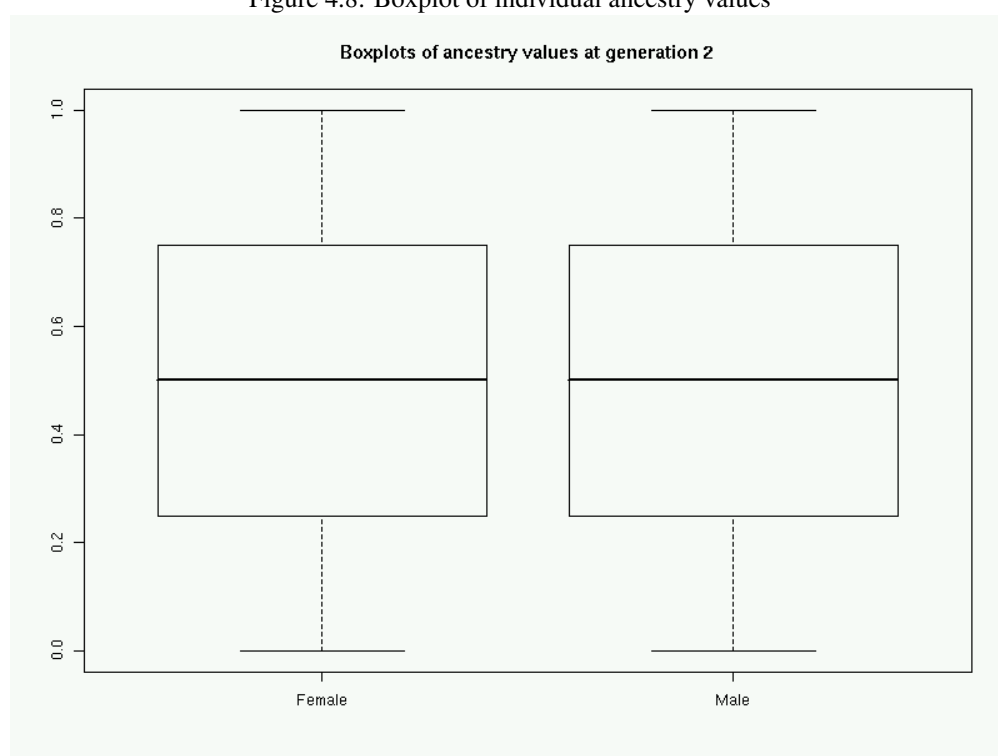 Figure 4.8: Boxplot of individual ancestry values
Boxplots of ancestry values at generation 2
1.0
0.8
0.6
0.4
0.2
0.0
Female Male